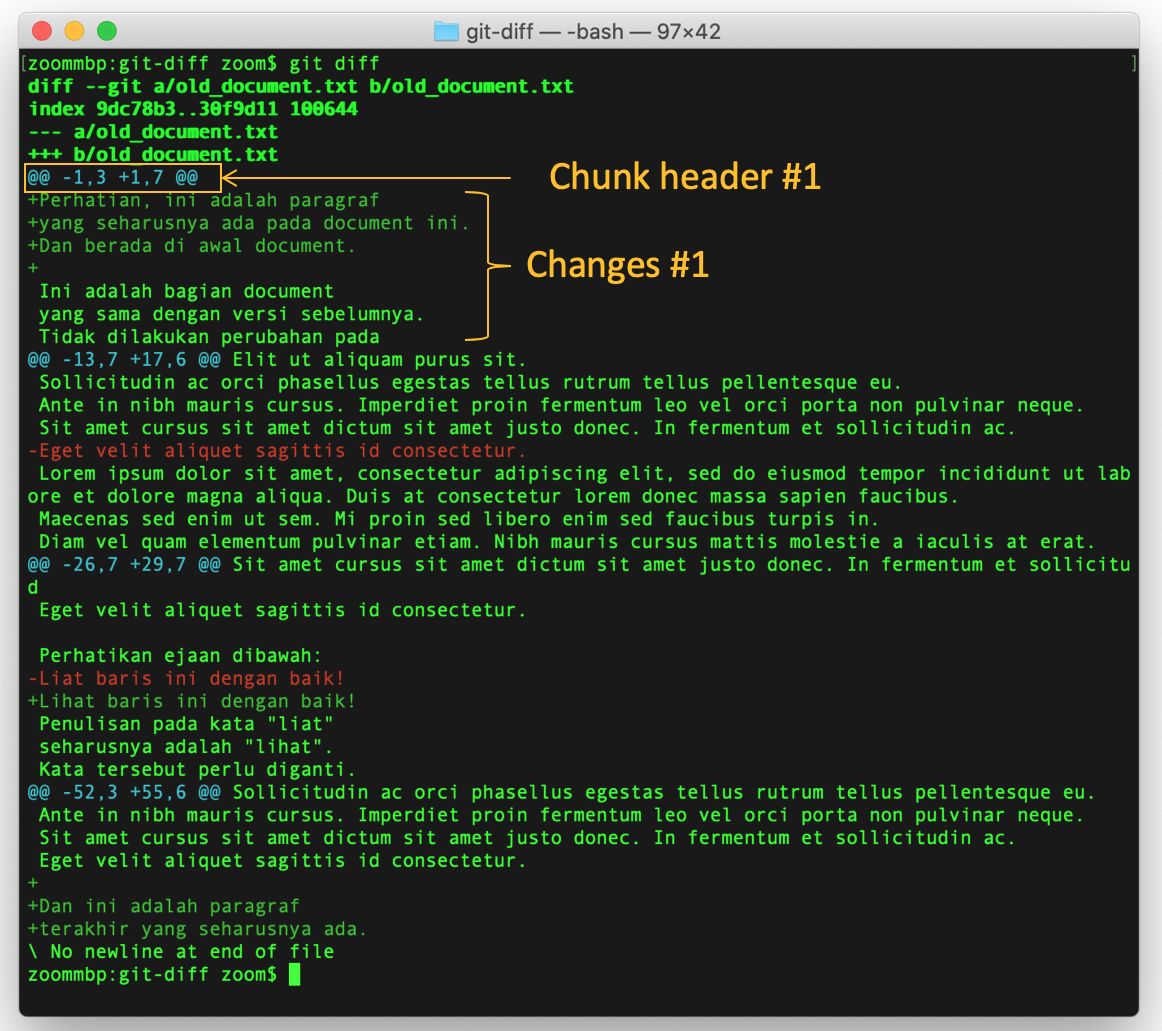 git-diff — -bash — 97×42
[zoommbp:git-diff zoom$ git diff ]
diff --git a/old_document.txt b/old_document.txt
index 9dc78b3..30f9d11 100644
--- a/old_document.txt
+++ b/old_document.txt
@@ -1,3 +1,7 @@
Chunk header #1
+Perhatian, ini adalah paragraf
+yang seharusnya ada pada document ini.
+Dan berada di awal document.
+
Changes #1
 Ini adalah bagian document
 yang sama dengan versi sebelumnya.
 Tidak dilakukan perubahan pada
@@ -13,7 +17,6 @@ Elit ut aliquam purus sit.
 Sollicitudin ac orci phasellus egestas tellus rutrum tellus pellentesque eu.
 Ante in nibh mauris cursus. Imperdiet proin fermentum leo vel orci porta non pulvinar neque.
 Sit amet cursus sit amet dictum sit amet justo donec. In fermentum et sollicitudin ac.
-Eget velit aliquet sagittis id consectetur.
 Lorem ipsum dolor sit amet, consectetur adipiscing elit, sed do eiusmod tempor incididunt ut lab
ore et dolore magna aliqua. Duis at consectetur lorem donec massa sapien faucibus.
 Maecenas sed enim ut sem. Mi proin sed libero enim sed faucibus turpis in.
 Diam vel quam elementum pulvinar etiam. Nibh mauris cursus mattis molestie a iaculis at erat.
@@ -26,7 +29,7 @@ Sit amet cursus sit amet dictum sit amet justo donec. In fermentum et sollicitu
d
 Eget velit aliquet sagittis id consectetur.

 Perhatikan ejaan dibawah:
-Liat baris ini dengan baik!
+Lihat baris ini dengan baik!
 Penulisan pada kata "liat"
 seharusnya adalah "lihat".
 Kata tersebut perlu diganti.
@@ -52,3 +55,6 @@ Sollicitudin ac orci phasellus egestas tellus rutrum tellus pellentesque eu.
 Ante in nibh mauris cursus. Imperdiet proin fermentum leo vel orci porta non pulvinar neque.
 Sit amet cursus sit amet dictum sit amet justo donec. In fermentum et sollicitudin ac.
 Eget velit aliquet sagittis id consectetur.
+
+Dan ini adalah paragraf
+terakhir yang seharusnya ada.
\ No newline at end of file
zoommbp:git-diff zoom$